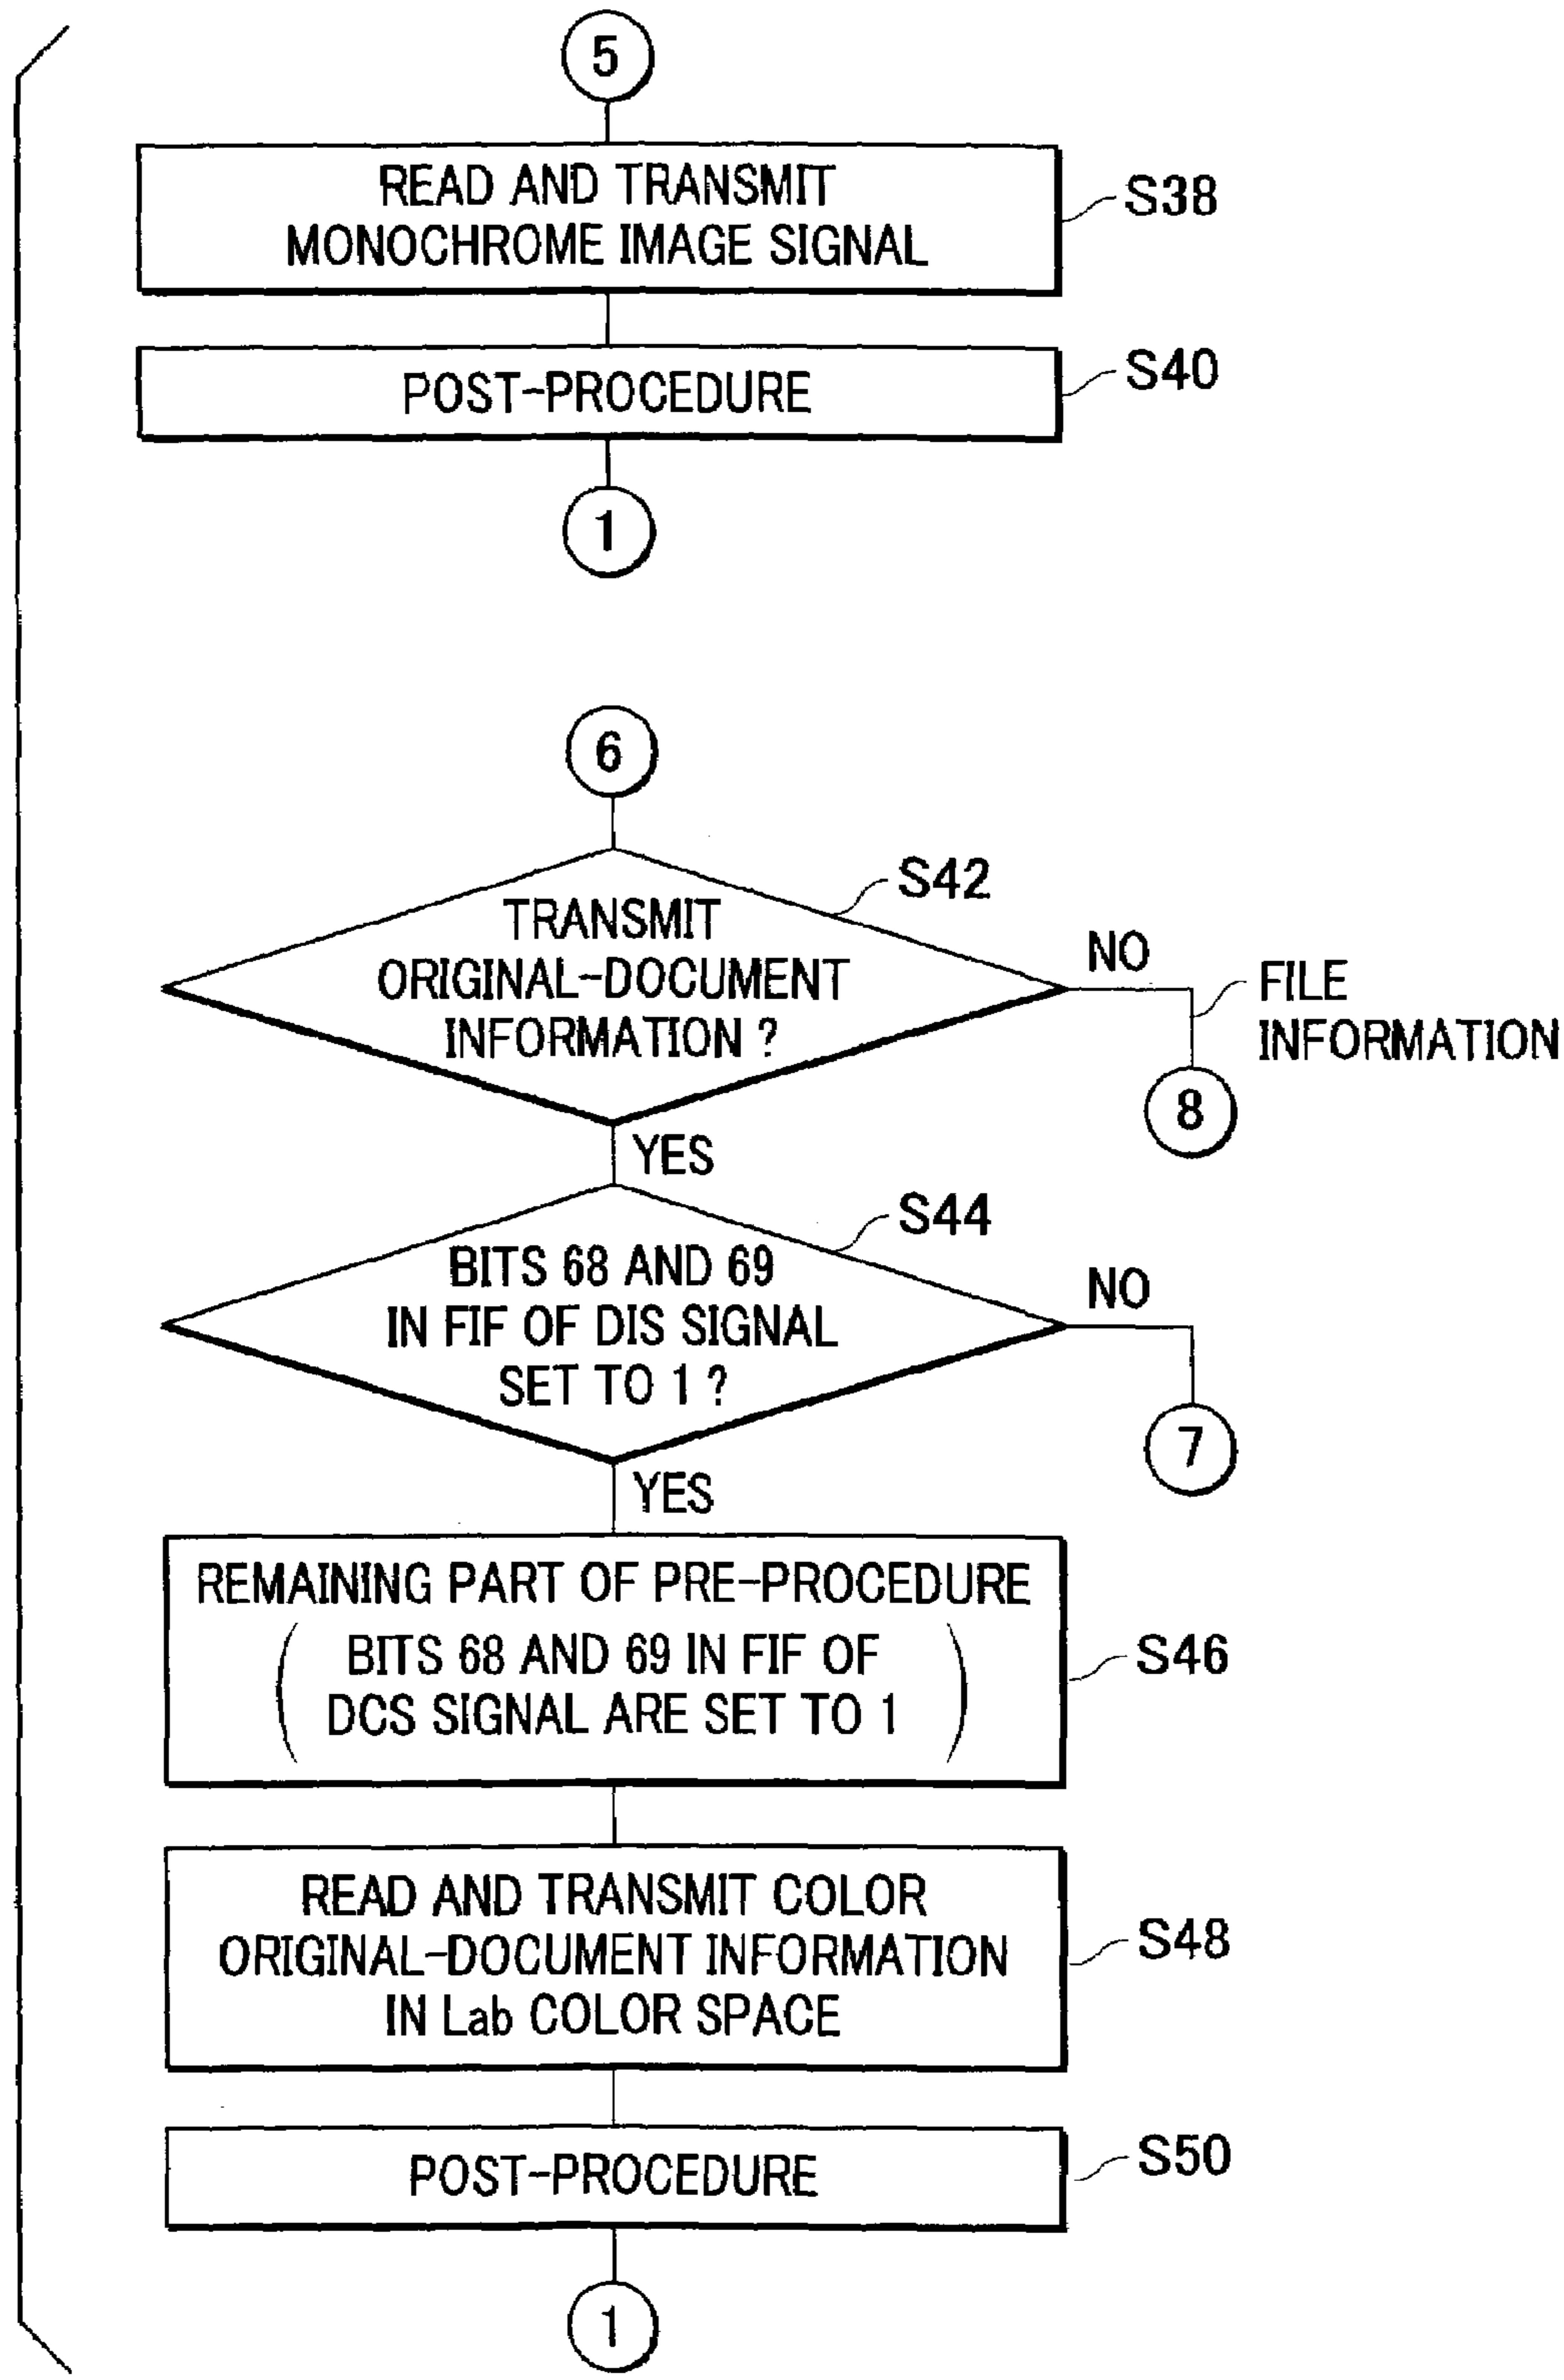 5
READ AND TRANSMIT
MONOCHROME IMAGE SIGNAL
S38
POST-PROCEDURE
S40
1
6
S42
TRANSMIT
ORIGINAL-DOCUMENT
INFORMATION ?
NO
FILE
INFORMATION
8
YES
S44
BITS 68 AND 69
IN FIF OF DIS SIGNAL
SET TO 1 ?
NO
7
YES
REMAINING PART OF PRE-PROCEDURE
( BITS 68 AND 69 IN FIF OF
DCS SIGNAL ARE SET TO 1 )
S46
READ AND TRANSMIT COLOR
ORIGINAL-DOCUMENT INFORMATION
IN Lab COLOR SPACE
S48
POST-PROCEDURE
S50
1